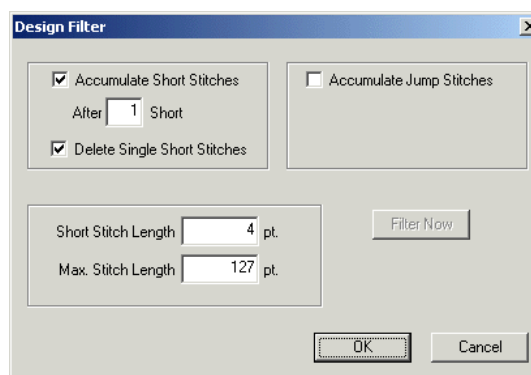 Design Filter
Accumulate Short Stitches
After 1 Short
Delete Single Short Stitches
Accumulate Jump Stitches
Short Stitch Length 4 pt.
Max. Stitch Length 127 pt.
Filter Now
OK Cancel